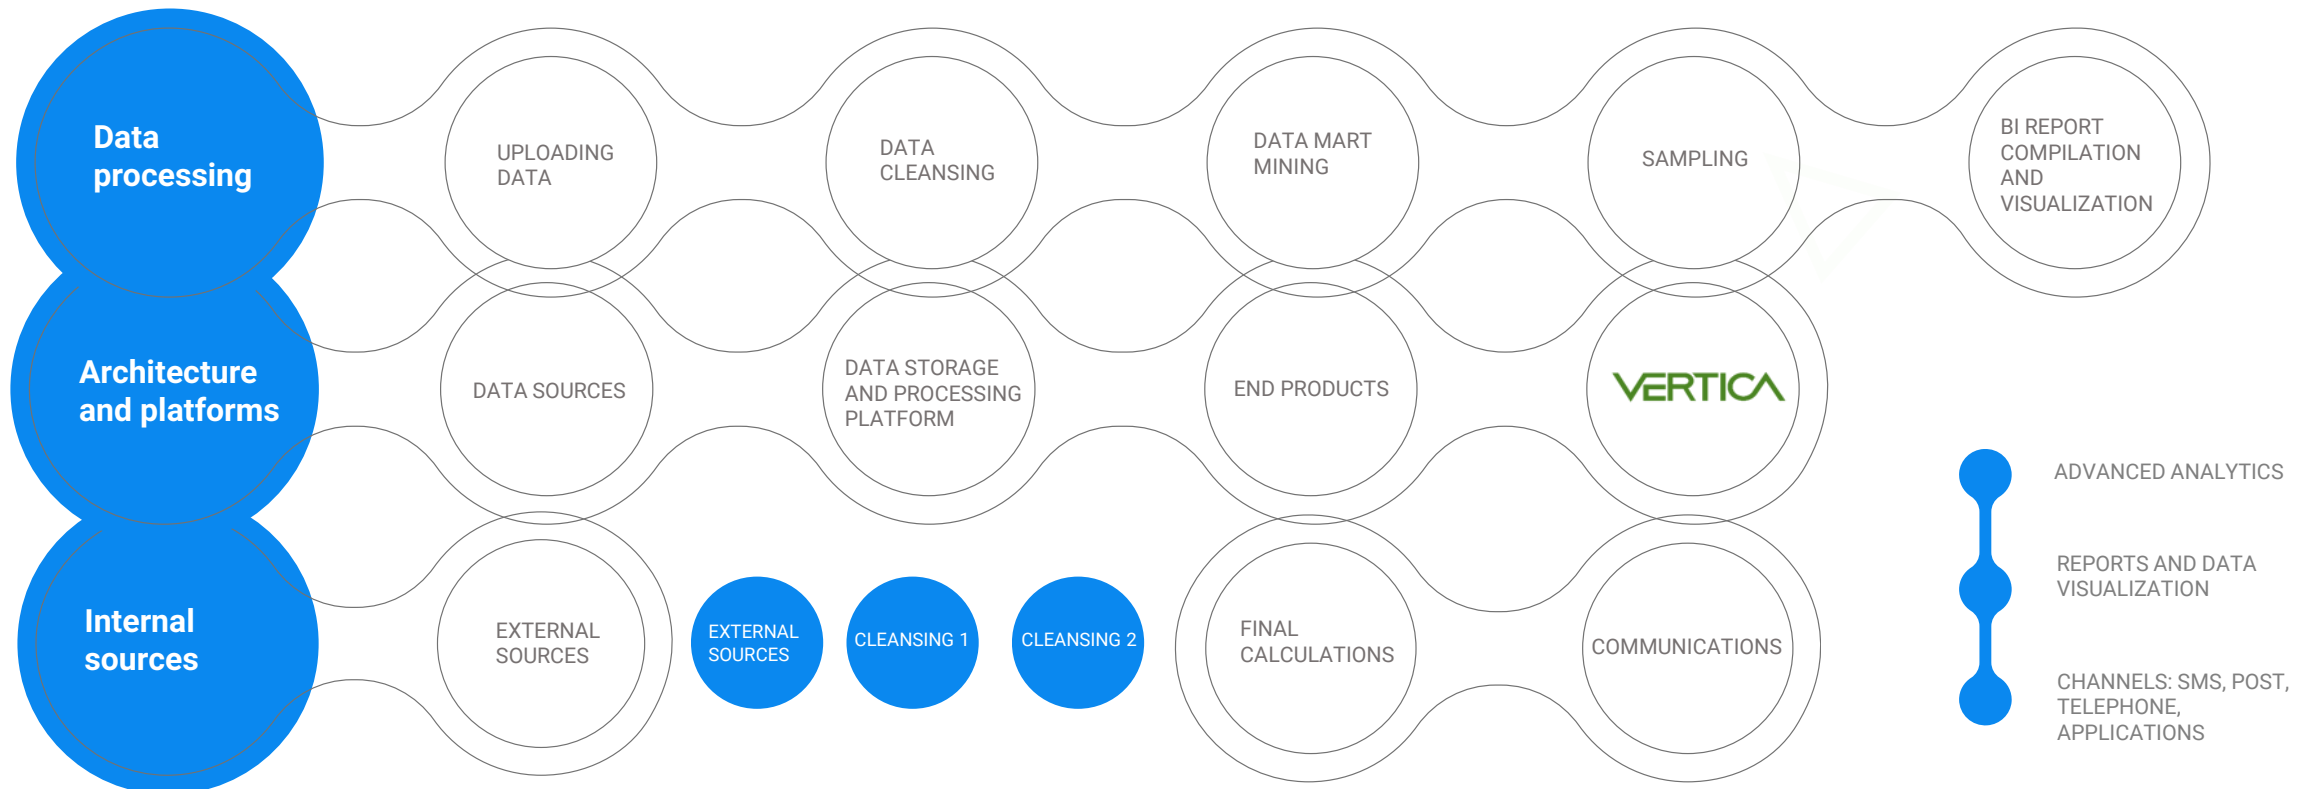 Data
processing
UPLOADING
DATA
DATA
CLEANSING
DATA MART
MINING
SAMPLING
BI REPORT
COMPILATION
AND
VISUALIZATION
Architecture
and platforms
DATA SOURCES
DATA STORAGE
AND PROCESSING
PLATFORM
END PRODUCTS
VERTICA
Internal
sources
EXTERNAL
SOURCES
EXTERNAL
SOURCES
CLEANSING 1
CLEANSING 2
FINAL
CALCULATIONS
COMMUNICATIONS
ADVANCED ANALYTICS
REPORTS AND DATA
VISUALIZATION
CHANNELS: SMS, POST,
TELEPHONE,
APPLICATIONS